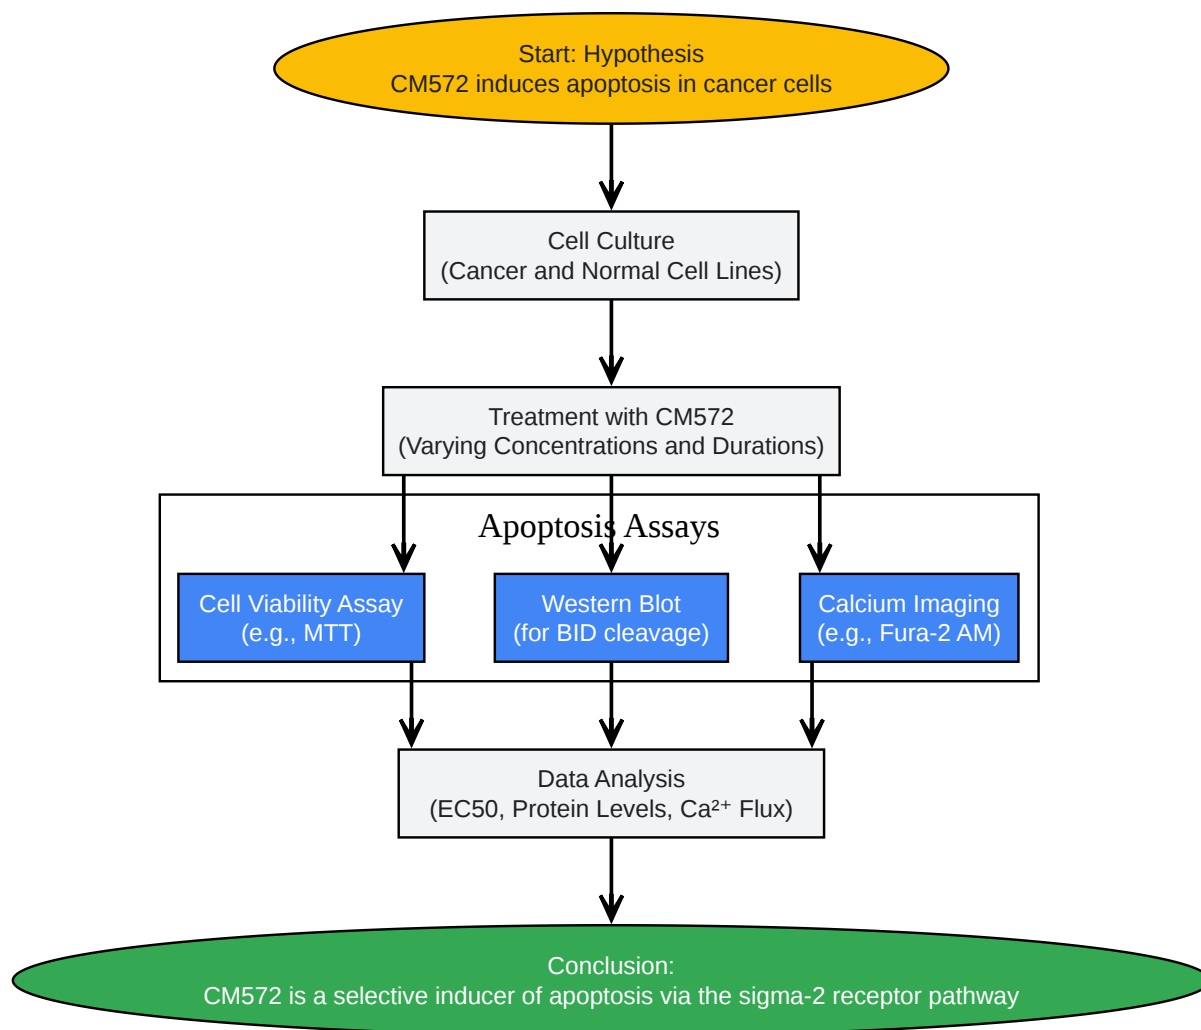 Start: Hypothesis
CM572 induces apoptosis in cancer cells
Cell Culture
(Cancer and Normal Cell Lines)
Treatment with CM572
(Varying Concentrations and Durations)
Apoptosis Assays
Cell Viability Assay
(e.g., MTT)
Western Blot
(for BID cleavage)
Calcium Imaging
(e.g., Fura-2 AM)
Data Analysis
(EC50, Protein Levels, Ca²⁺ Flux)
Conclusion:
CM572 is a selective inducer of apoptosis via the sigma-2 receptor pathway